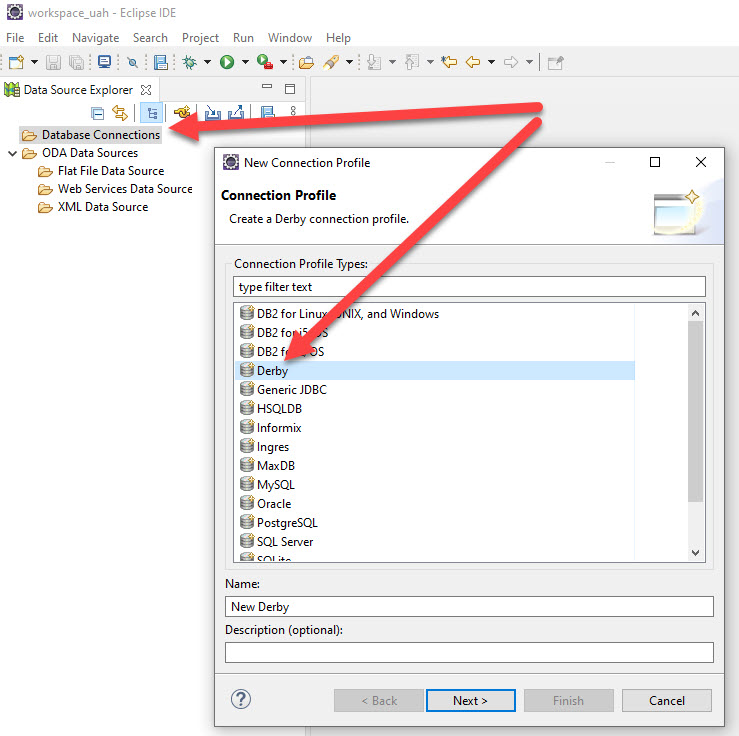 workspace_uah - Eclipse IDE
File Edit Navigate Search Project Run Window Help
Data Source Explorer
Database Connections
ODA Data Sources
Flat File Data Source
Web Services Data Source
XML Data Source
New Connection Profile
Connection Profile
Create a Derby connection profile.
Connection Profile Types:
type filter text
DB2 for Linux, UNIX, and Windows
DB2 for i5/OS
DB2 for z/OS
Derby
Generic JDBC
HSQLDB
Informix
Ingres
MaxDB
MySQL
Oracle
PostgreSQL
SQL Server
SQLite
Name:
New Derby
Description (optional):
< Back Next > Finish Cancel